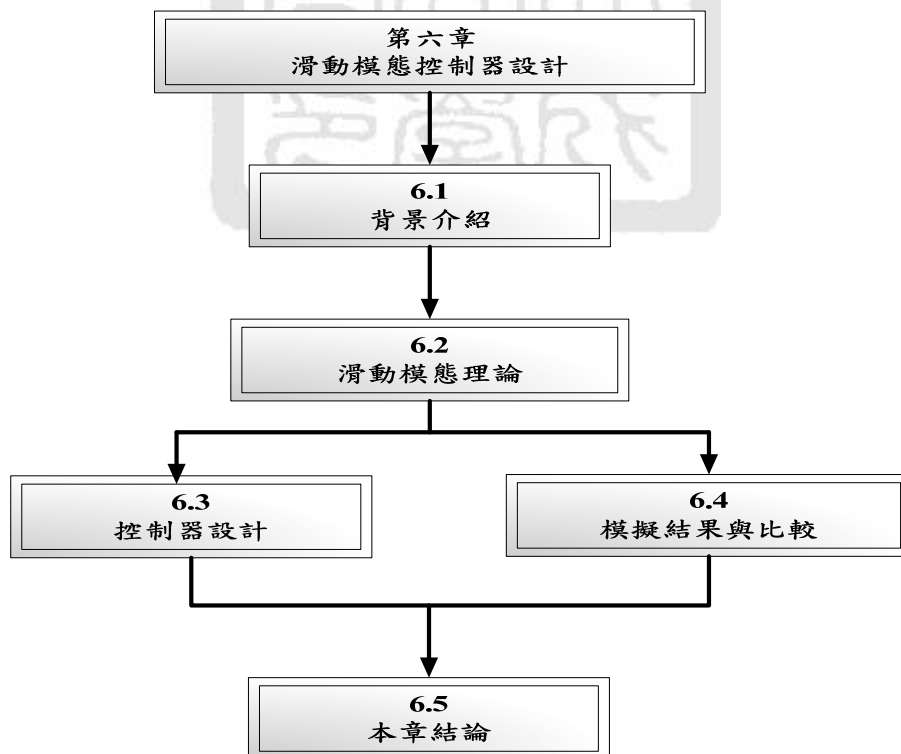 第六章
滑動模態控制器設計
6.1
背景介紹
6.2
滑動模態理論
6.3
控制器設計
6.4
模擬結果與比較
6.5
本章結論